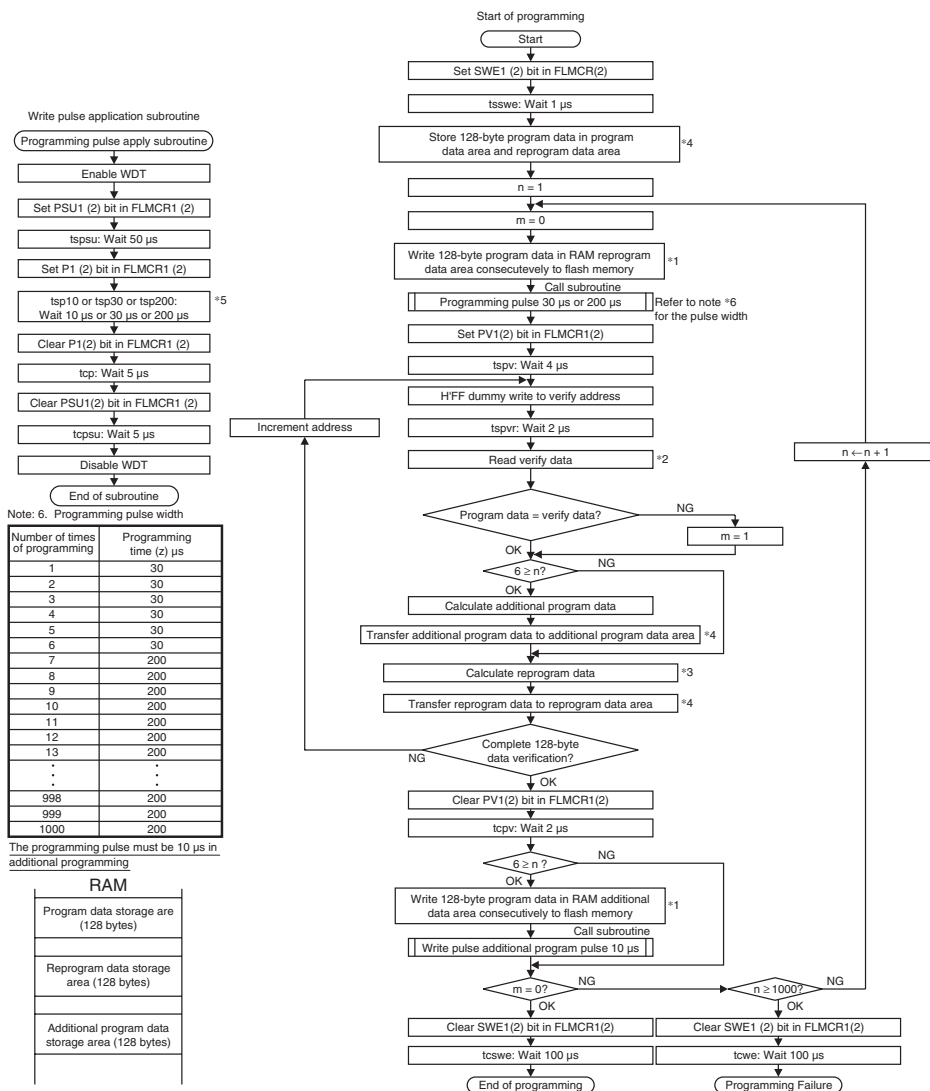 Start of programming
Start
Set SWE1 (2) bit in FLMCR(2)
tsswe: Wait 1 µs
Store 128-byte program data in program
data area and reprogram data area
*4
n = 1
m = 0
Write 128-byte program data in RAM reprogram
data area consecutevely to flash memory
*1
Call subroutine
Programming pulse 30 µs or 200 µs
Refer to note *6
for the pulse width
Set PV1(2) bit in FLMCR1(2)
tspv: Wait 4 µs
H'FF dummy write to verify address
Increment address
tspvr: Wait 2 µs
Read verify data
*2
n ← n + 1
Program data = verify data?
NG
m = 1
OK
6 ≥ n?
NG
OK
Calculate additional program data
Transfer additional program data to additional program data area
*4
Calculate reprogram data
*3
Transfer reprogram data to reprogram data area
*4
Complete 128-byte
data verification?
NG
OK
Clear PV1(2) bit in FLMCR1(2)
tcpv: Wait 2 µs
6 ≥ n ?
NG
OK
Write 128-byte program data in RAM additional
data area consecutively to flash memory
*1
Call subroutine
Write pulse additional program pulse 10 µs
m = 0?
NG
n ≥ 1000?
NG
OK
OK
Clear SWE1(2) bit in FLMCR1(2)
Clear SWE1 (2) bit in FLMCR1(2)
tcswe: Wait 100 µs
tcwe: Wait 100 µs
End of programming
Programming Failure
Write pulse application subroutine
Programming pulse apply subroutine
Enable WDT
Set PSU1 (2) bit in FLMCR1 (2)
tspsu: Wait 50 µs
Set P1 (2) bit in FLMCR1 (2)
tsp10 or tsp30 or tsp200:
Wait 10 µs or 30 µs or 200 µs
*5
Clear P1(2) bit in FLMCR1 (2)
tcp: Wait 5 µs
Clear PSU1(2) bit in FLMCR1 (2)
tcpsu: Wait 5 µs
Disable WDT
End of subroutine
Note: 6. Programming pulse width
Number of times
of programming
Programming
time (z) µs
1 30
2 30
3 30
4 30
5 30
6 30
7 200
8 200
9 200
10 200
11 200
12 200
13 200
998 200
999 200
1000 200
The programming pulse must be 10 µs in
additional programming
RAM
Program data storage are
(128 bytes)
Reprogram data storage
area (128 bytes)
Additional program data
storage area (128 bytes)